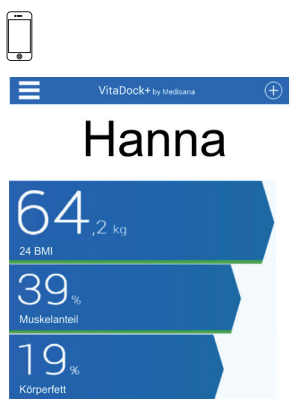 VitaDock+ by Medisana
Hanna
64,2 kg
24 BMI
39 %
Muskelanteil
19 %
Körperfett